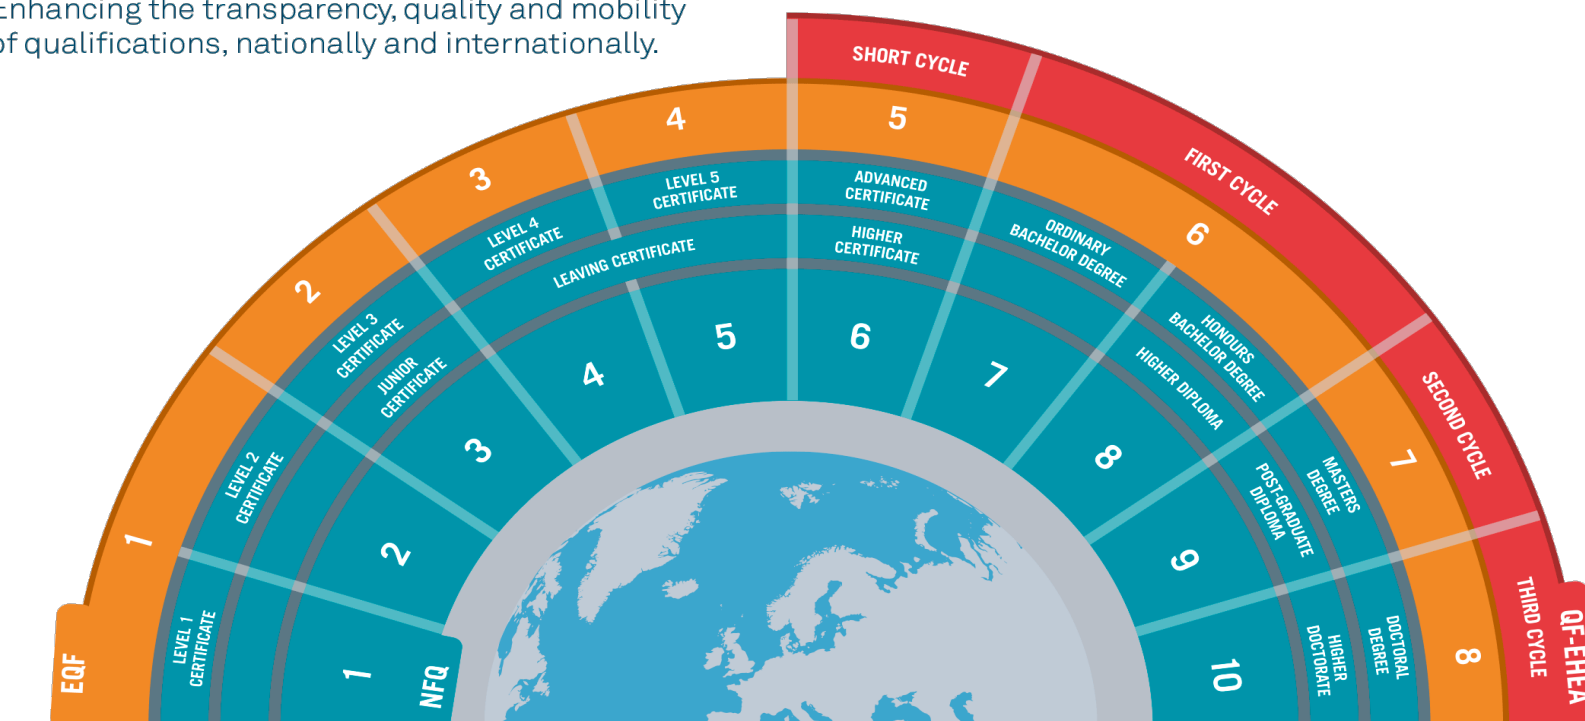 Enhancing the transparency, quality and mobility
of qualifications, nationally and internationally.
SHORT CYCLE
FIRST CYCLE
SECOND CYCLE
THIRD CYCLE
QF-EHEA
EQF
1
2
3
4
5
6
7
8
LEVEL 1
CERTIFICATE
LEVEL 2
CERTIFICATE
LEVEL 3
CERTIFICATE
LEVEL 4
CERTIFICATE
LEVEL 5
CERTIFICATE
ADVANCED
CERTIFICATE
ORDINARY
BACHELOR DEGREE
HONOURS
BACHELOR DEGREE
MASTERS
DEGREE
DOCTORAL
DEGREE
JUNIOR
CERTIFICATE
LEAVING CERTIFICATE
HIGHER
CERTIFICATE
HIGHER DIPLOMA
POST-GRADUATE
DIPLOMA
HIGHER
DOCTORATE
NFQ
1
2
3
4
5
6
7
8
9
10